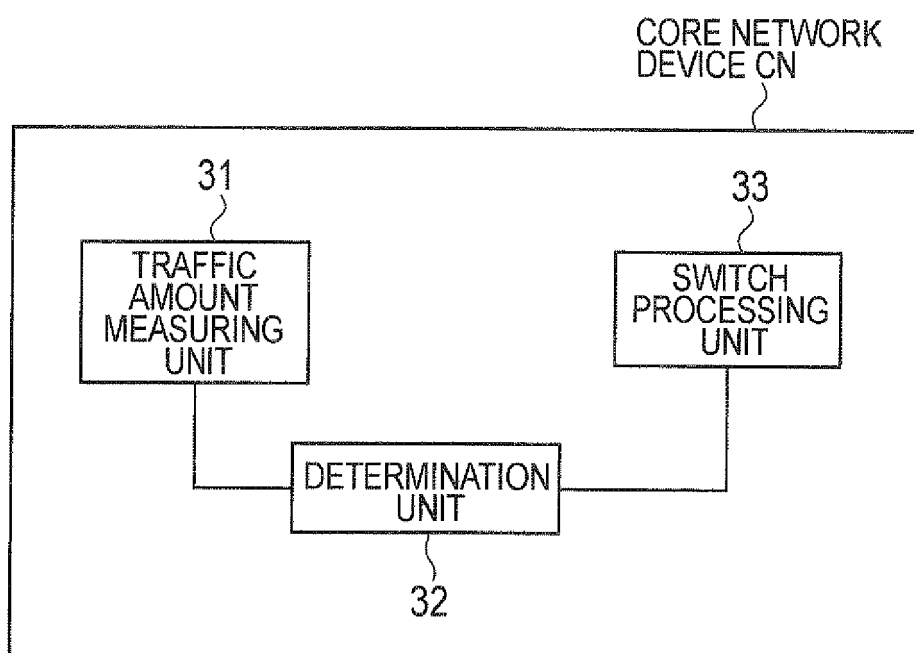 CORE NETWORK
DEVICE CN
31
33
TRAFFIC
AMOUNT
MEASURING
UNIT
SWITCH
PROCESSING
UNIT
DETERMINATION
UNIT
32